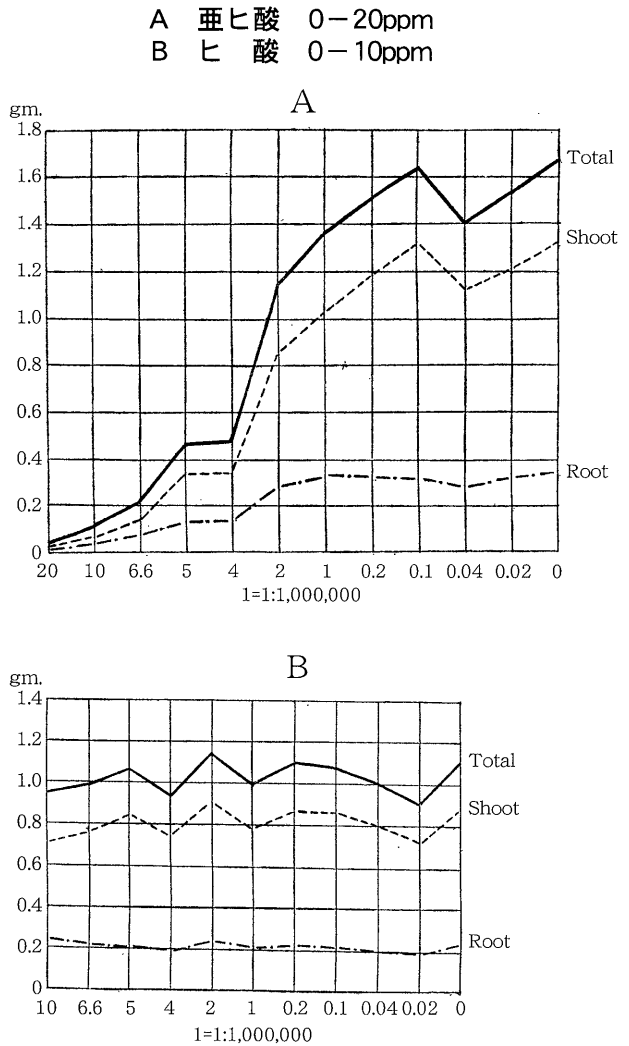 A 亜ヒ酸 0−20ppm
B ヒ 酸 0−10ppm
A
gm.
1.8
1.6
1.4
1.2
1.0
0.8
0.6
0.4
0.2
0
Total
Shoot
Root
20 10 6.6 5 4 2 1 0.2 0.1 0.04 0.02 0
1=1:1,000,000
B
gm.
1.4
1.2
1.0
0.8
0.6
0.4
0.2
0
Total
Shoot
Root
10 6.6 5 4 2 1 0.2 0.1 0.04 0.02 0
1=1:1,000,000